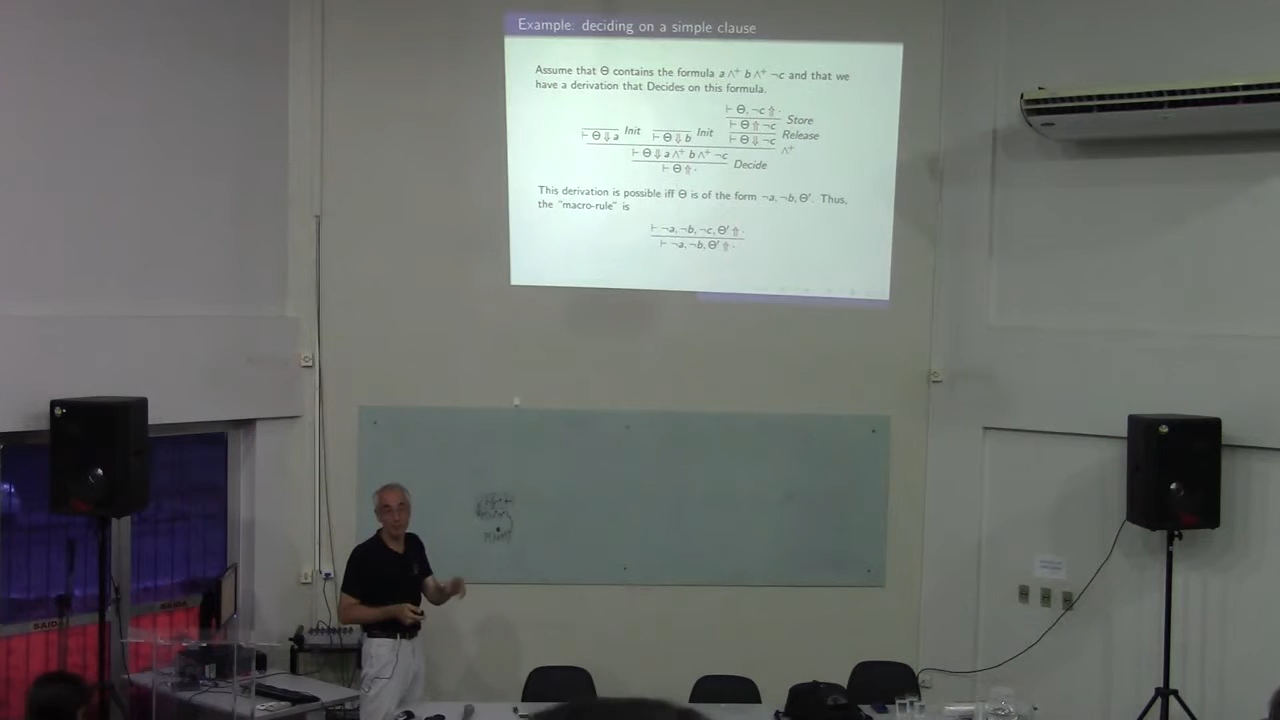 Example: deciding on a simple clause
Assume that Θ contains the formula a ∧⁺ b ∧⁺ ¬c and that we
have a derivation that Decides on this formula.
⊢ Θ, ¬c ⇑ ·
⊢ Θ ⇑ ¬c Store
⊢ Θ ⇓ a Init ⊢ Θ ⇓ b Init ⊢ Θ ⇓ ¬c Release
⊢ Θ ⇓ a ∧⁺ b ∧⁺ ¬c ∧⁺
⊢ Θ ⇑ · Decide
This derivation is possible iff Θ is of the form ¬a, ¬b, Θ′. Thus,
the "macro-rule" is
⊢ ¬a, ¬b, ¬c, Θ′ ⇑ ·
⊢ ¬a, ¬b, Θ′ ⇑ ·
SAIDA
SAIDA